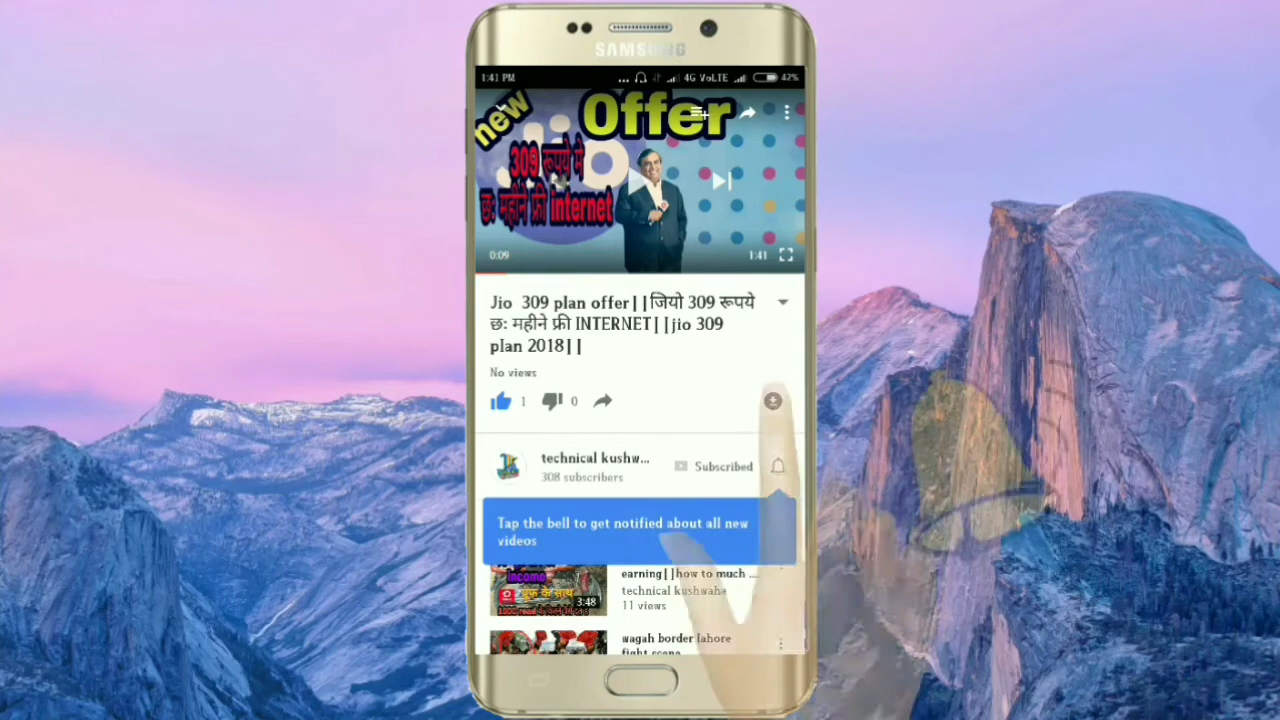 SAMSUNG
1:41 PM
4G VoLTE
42%
new
Offer
Jio
309 रूपये मे
छः महीने फ्री internet
0:09
1:41
Jio 309 plan offer||जियो 309 रूपये
छः महीने फ्री INTERNET||jio 309
plan 2018||
No views
1
0
technical kushw...
308 subscribers
Subscribed
Tap the bell to get notified about all new
videos
income
प्रूफ के साथ
3:48
earning||how to much ...
technical kushwaha
11 views
wagah border lahore
fight scene